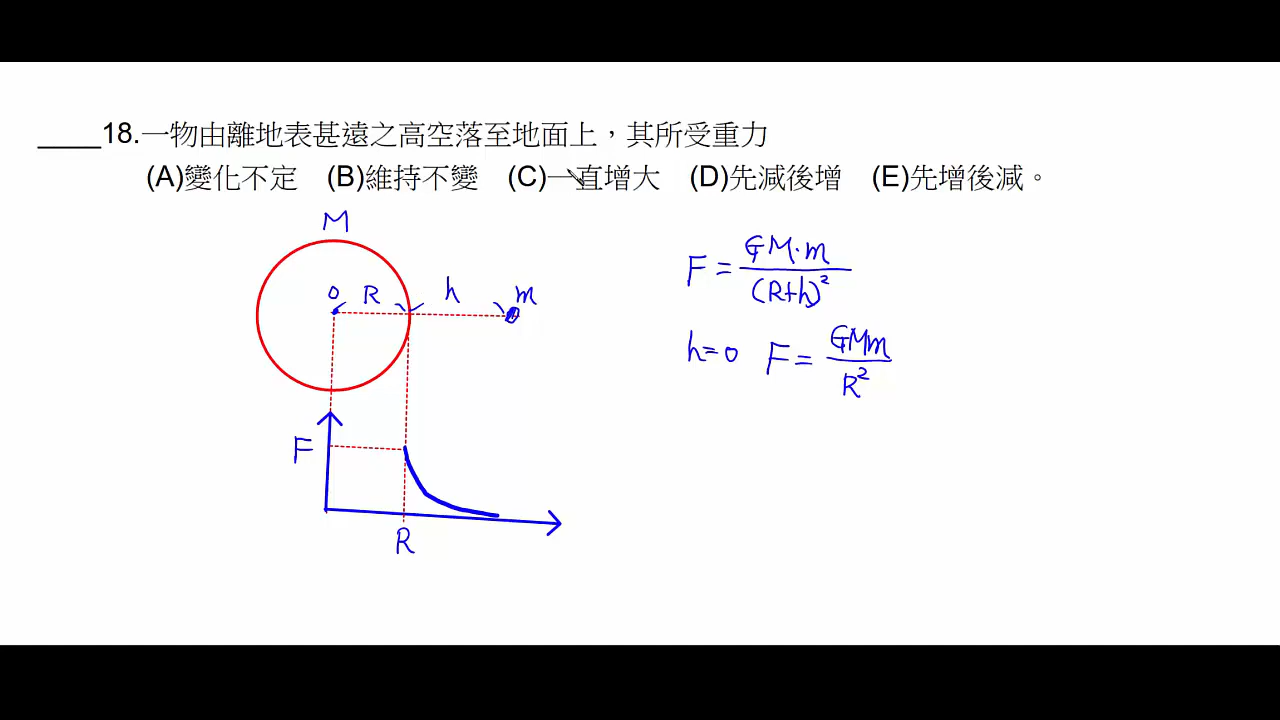 ____18.一物由離地表甚遠之高空落至地面上，其所受重力
(A)變化不定 (B)維持不變 (C)一直增大 (D)先減後增 (E)先增後減。
M
F = GM·m / (R+h)²
O R h m
h=0 F = GMm / R²
F
R